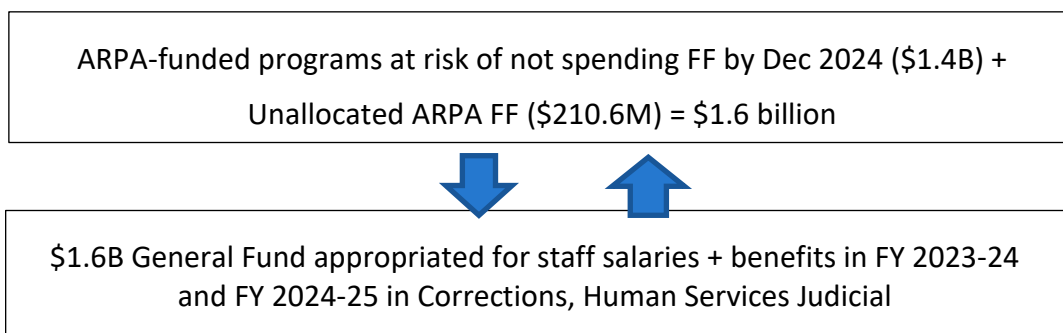 ARPA-funded programs at risk of not spending FF by Dec 2024 ($1.4B) +
Unallocated ARPA FF ($210.6M) = $1.6 billion
$1.6B General Fund appropriated for staff salaries + benefits in FY 2023-24
and FY 2024-25 in Corrections, Human Services Judicial